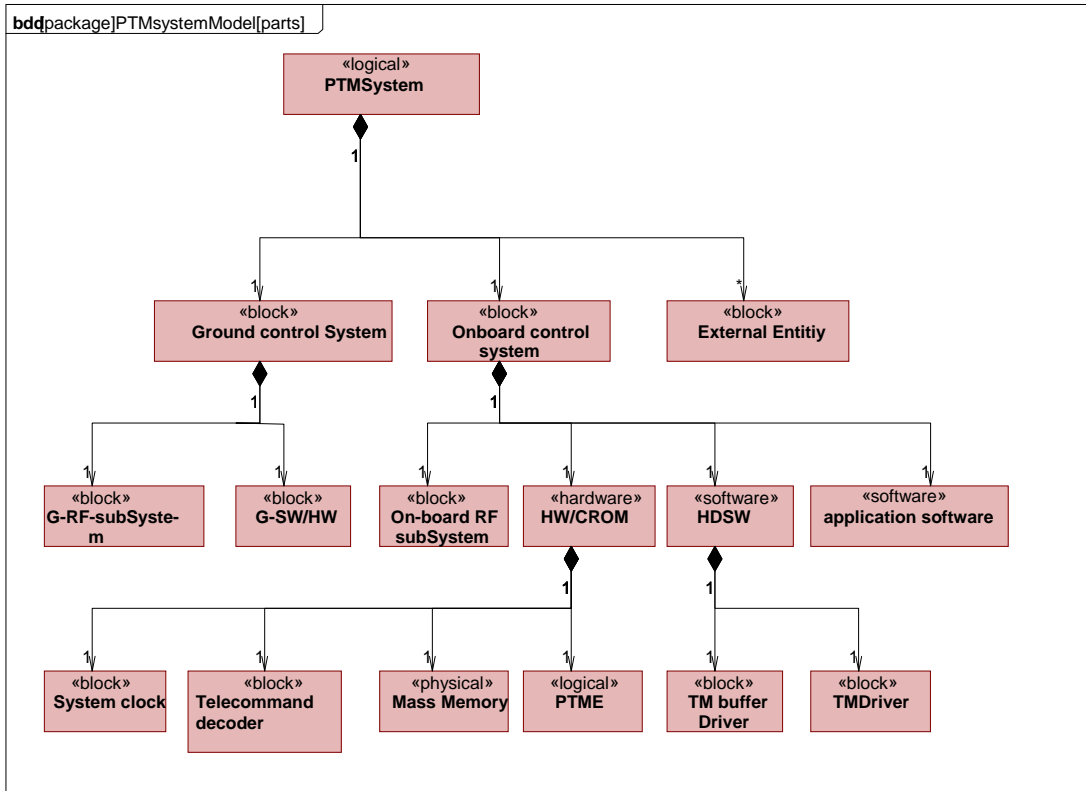 bdd[package]PTMsystemModel[parts]
«logical»
PTMSystem
1
1
1
*
«block»
Ground control System
«block»
Onboard control
system
«block»
External Entitiy
1
1
1
1
1
1
1
1
«block»
G-RF-subSyste-
m
«block»
G-SW/HW
«block»
On-board RF
subSystem
«hardware»
HW/CROM
«software»
HDSW
«software»
application software
1
1
1
1
1
1
1
1
«block»
System clock
«block»
Telecommand
decoder
«physical»
Mass Memory
«logical»
PTME
«block»
TM buffer
Driver
«block»
TMDriver